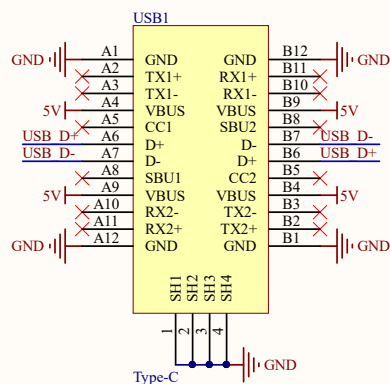 USB1
GND A1 GND GND B12 GND
A2 TX1+ RX1+ B11
A3 TX1- RX1- B10
5V A4 VBUS VBUS B9 5V
A5 CC1 SBU2 B8
USB_D+ A6 D+ D- B7 USB_D-
USB_D- A7 D- D+ B6 USB_D+
A8 SBU1 CC2 B5
5V A9 VBUS VBUS B4 5V
A10 RX2- TX2- B3
A11 RX2+ TX2+ B2
GND A12 GND GND B1 GND
SH1 SH2 SH3 SH4
1 2 3 4
GND
Type-C